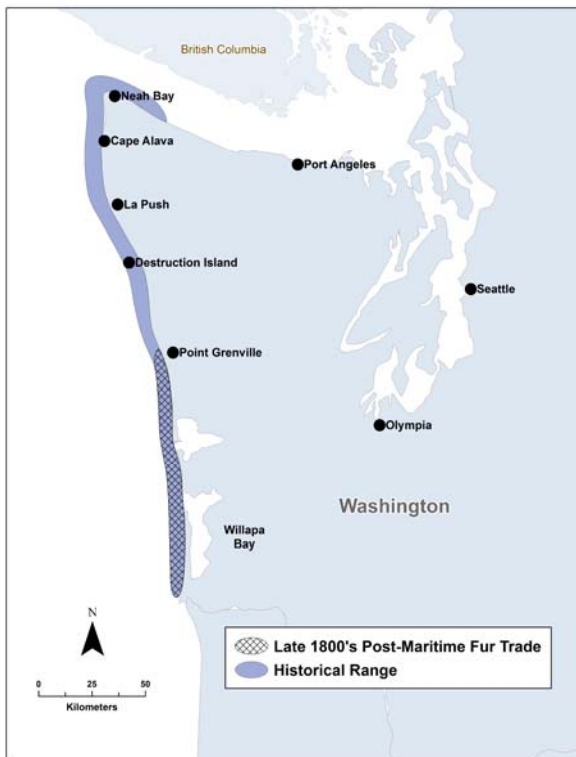 British Columbia
Neah Bay
Cape Alava
Port Angeles
La Push
Destruction Island
Seattle
Point Grenville
Olympia
Washington
Willapa
Bay
N
Late 1800's Post-Maritime Fur Trade
Historical Range
0 25 50
Kilometers